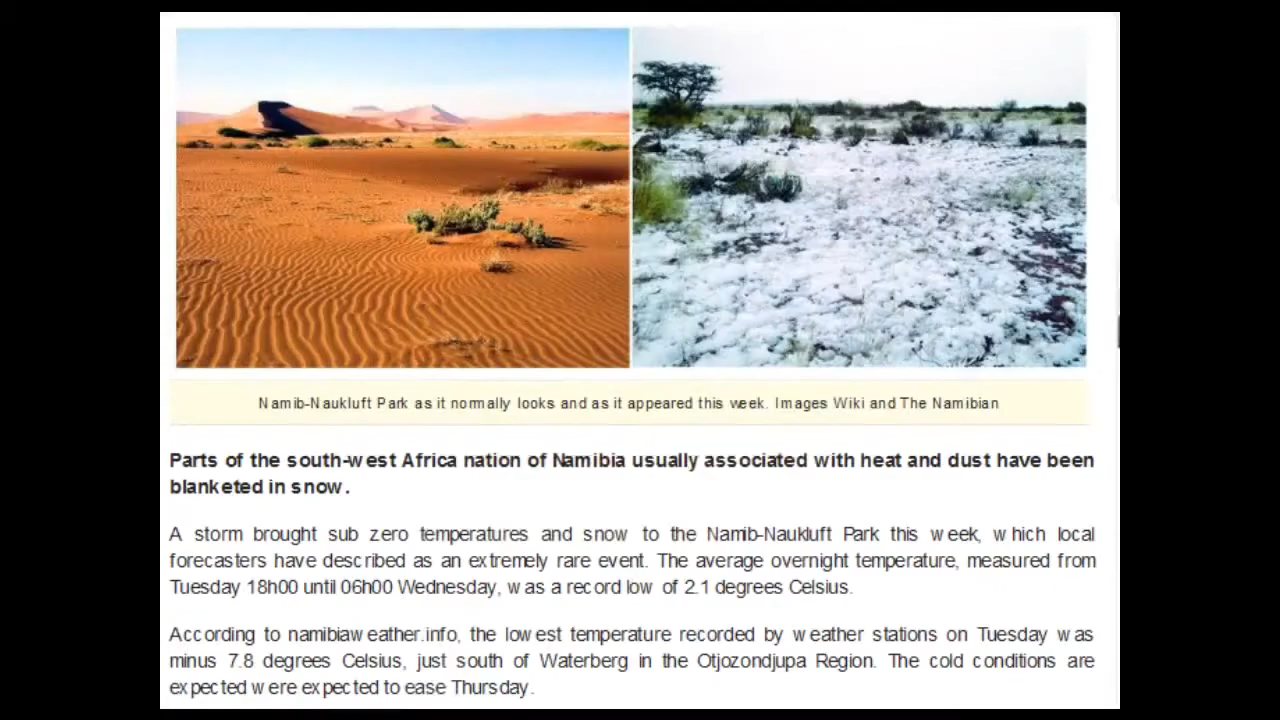 Namib-Naukluft Park as it normally looks and as it appeared this week. Images Wiki and The Namibian
Parts of the south-west Africa nation of Namibia usually associated with heat and dust have been
blanketed in snow.
A storm brought sub zero temperatures and snow to the Namib-Naukluft Park this week, which local
forecasters have described as an extremely rare event. The average overnight temperature, measured from
Tuesday 18h00 until 06h00 Wednesday, was a record low of 2.1 degrees Celsius.
According to namibiaweather.info, the lowest temperature recorded by weather stations on Tuesday was
minus 7.8 degrees Celsius, just south of Waterberg in the Otjozondjupa Region. The cold conditions are
expected were expected to ease Thursday.